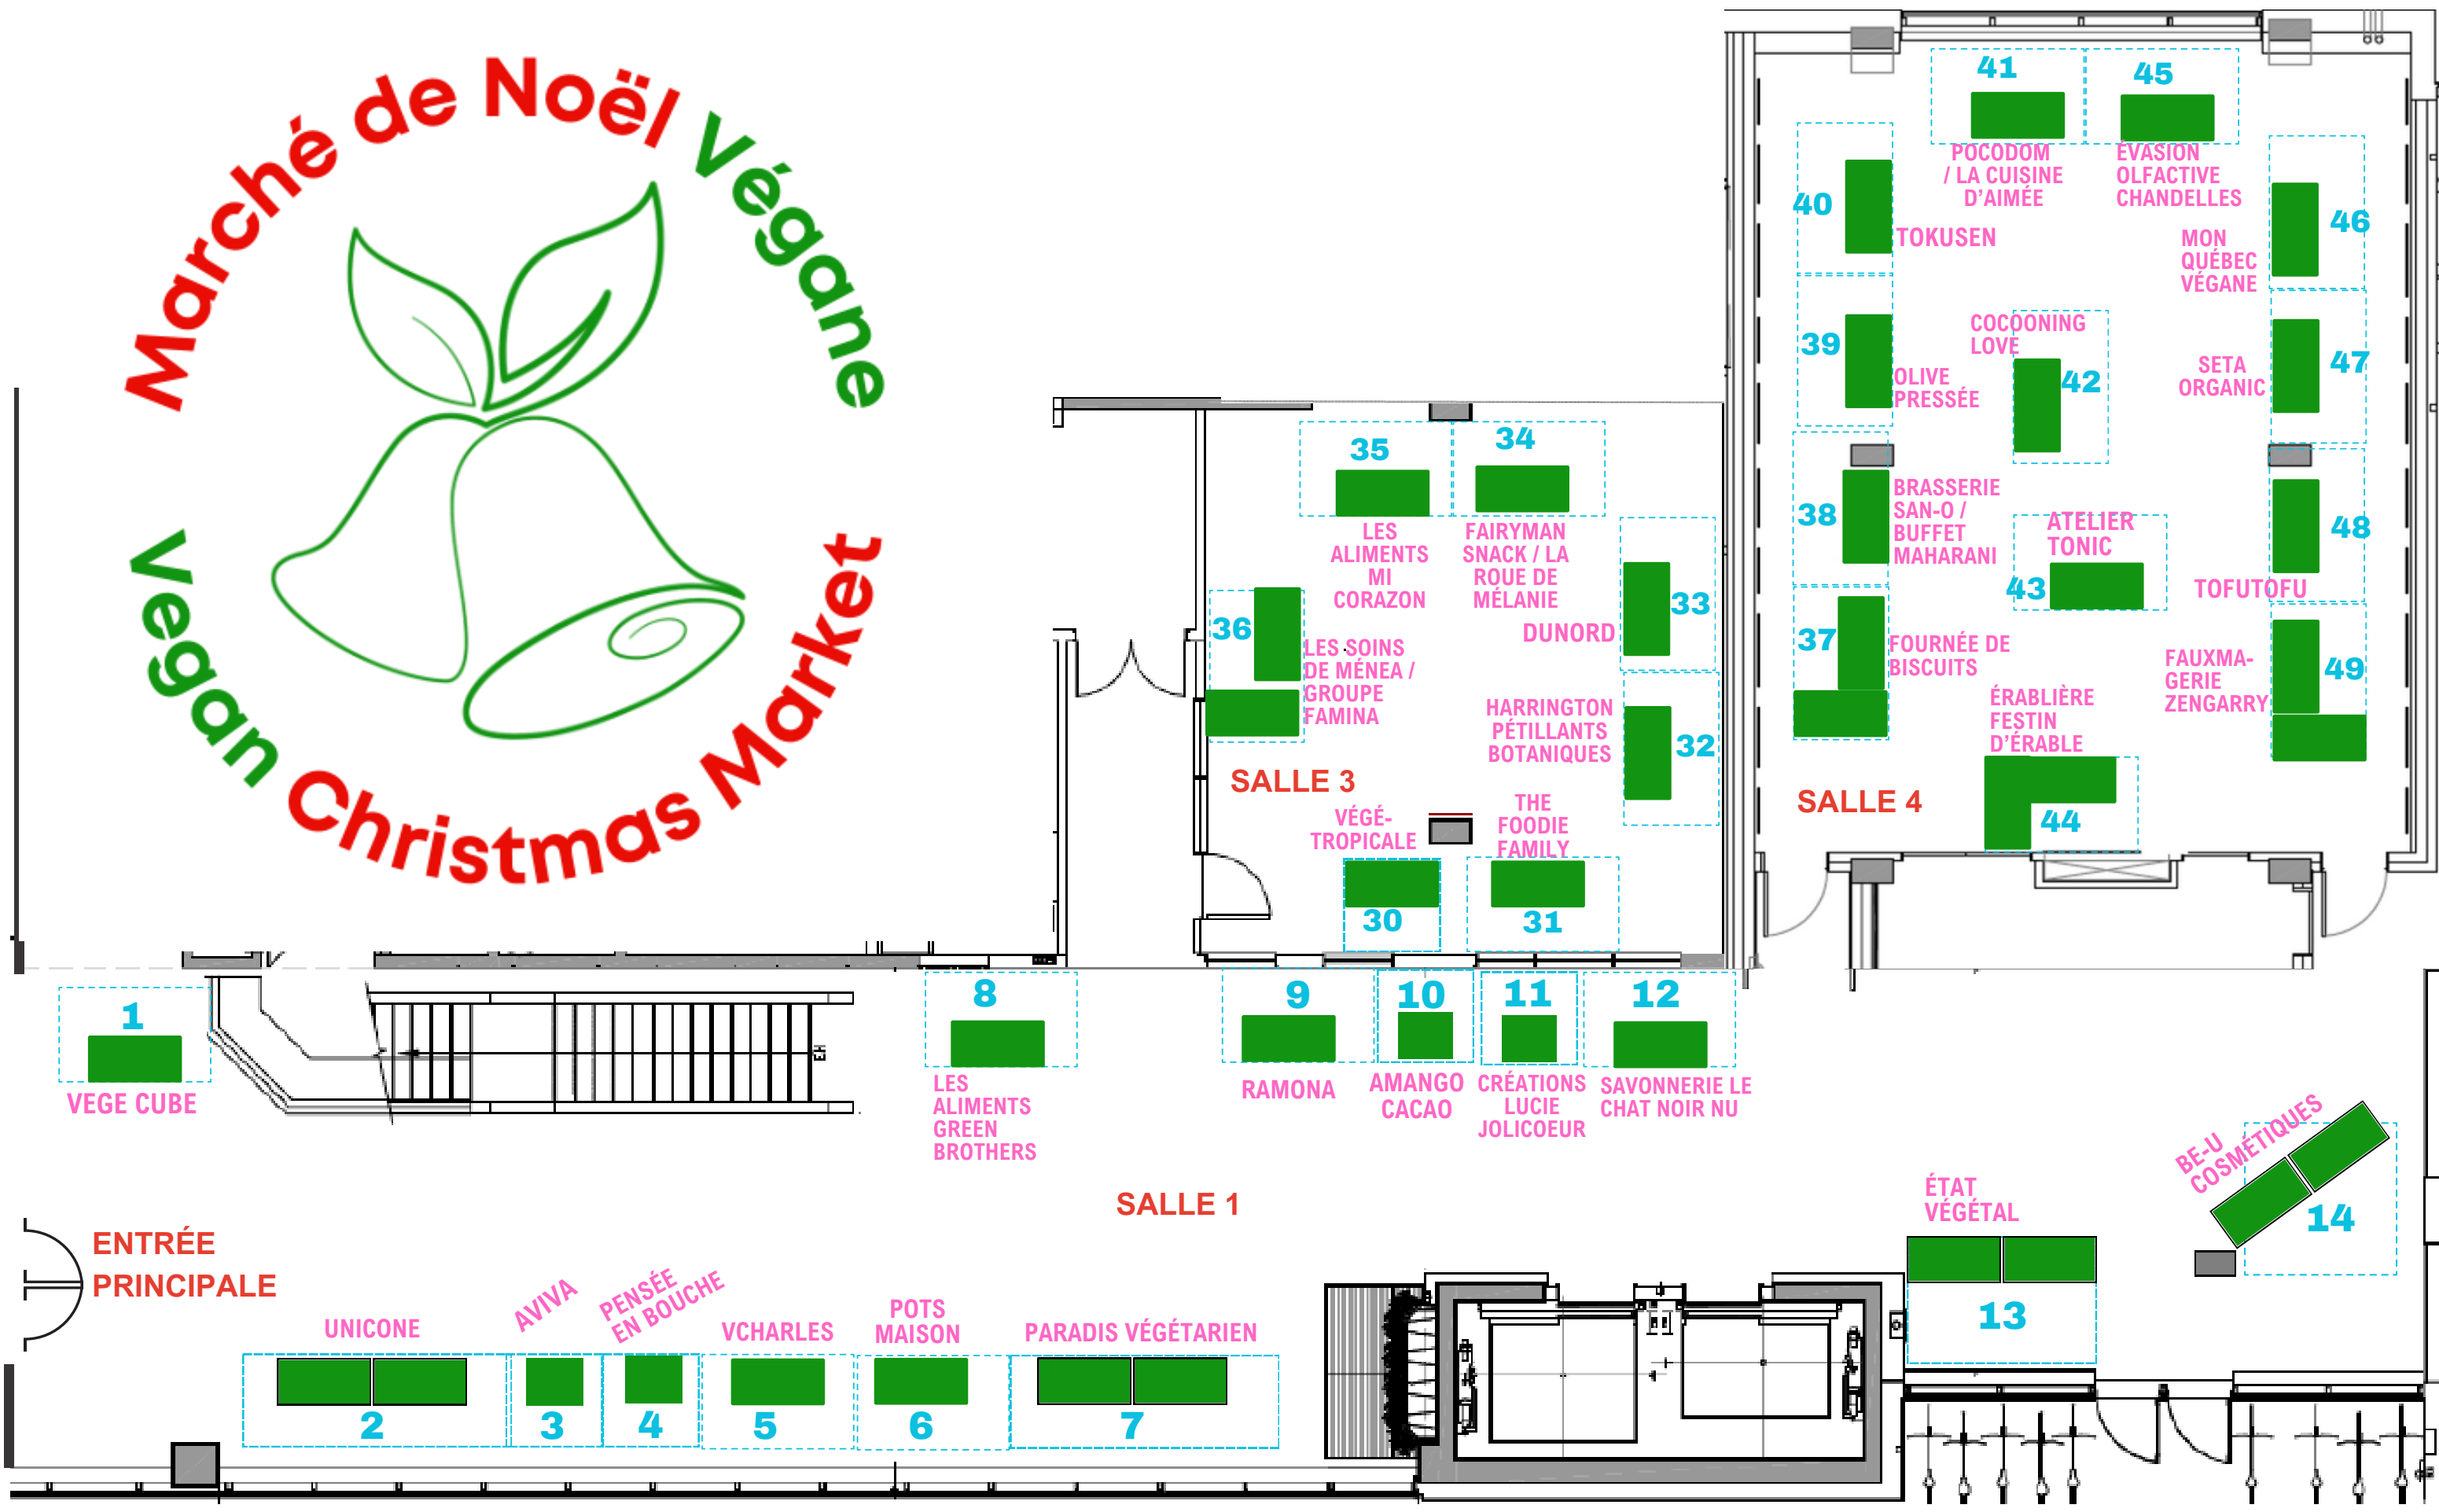 Marché de Noël Végane
Vegan Christmas Market
41
POCODOM
/ LA CUISINE
D'AIMÉE
45
ÉVASION
OLFACTIVE
CHANDELLES
40
TOKUSEN
46
MON
QUÉBEC
VÉGANE
39
OLIVE
PRESSÉE
COCOONING
LOVE
42
47
SETA
ORGANIC
38
BRASSERIE
SAN-O /
BUFFET
MAHARANI
ATELIER
TONIC
43
48
TOFUTOFU
37
FOURNÉE DE
BISCUITS
FAUXMA-
GERIE
ZENGARRY
49
ÉRABLIÈRE
FESTIN
D'ÉRABLE
44
SALLE 4
35
LES
ALIMENTS
MI
CORAZON
34
FAIRYMAN
SNACK / LA
ROUE DE
MÉLANIE
36
LES SOINS
DE MÉNEA /
GROUPE
FAMINA
33
DUNORD
HARRINGTON
PÉTILLANTS
BOTANIQUES
32
SALLE 3
VÉGÉ-
TROPICALE
30
THE
FOODIE
FAMILY
31
1
VEGE CUBE
8
LES
ALIMENTS
GREEN
BROTHERS
9
RAMONA
10
AMANGO
CACAO
11
CRÉATIONS
LUCIE
JOLICOEUR
12
SAVONNERIE LE
CHAT NOIR NU
SALLE 1
ENTRÉE
PRINCIPALE
UNICONE
2
AVIVA
3
PENSÉE
EN BOUCHE
4
VCHARLES
5
POTS
MAISON
6
PARADIS VÉGÉTARIEN
7
ÉTAT
VÉGÉTAL
13
BE-U
COSMÉTIQUES
14